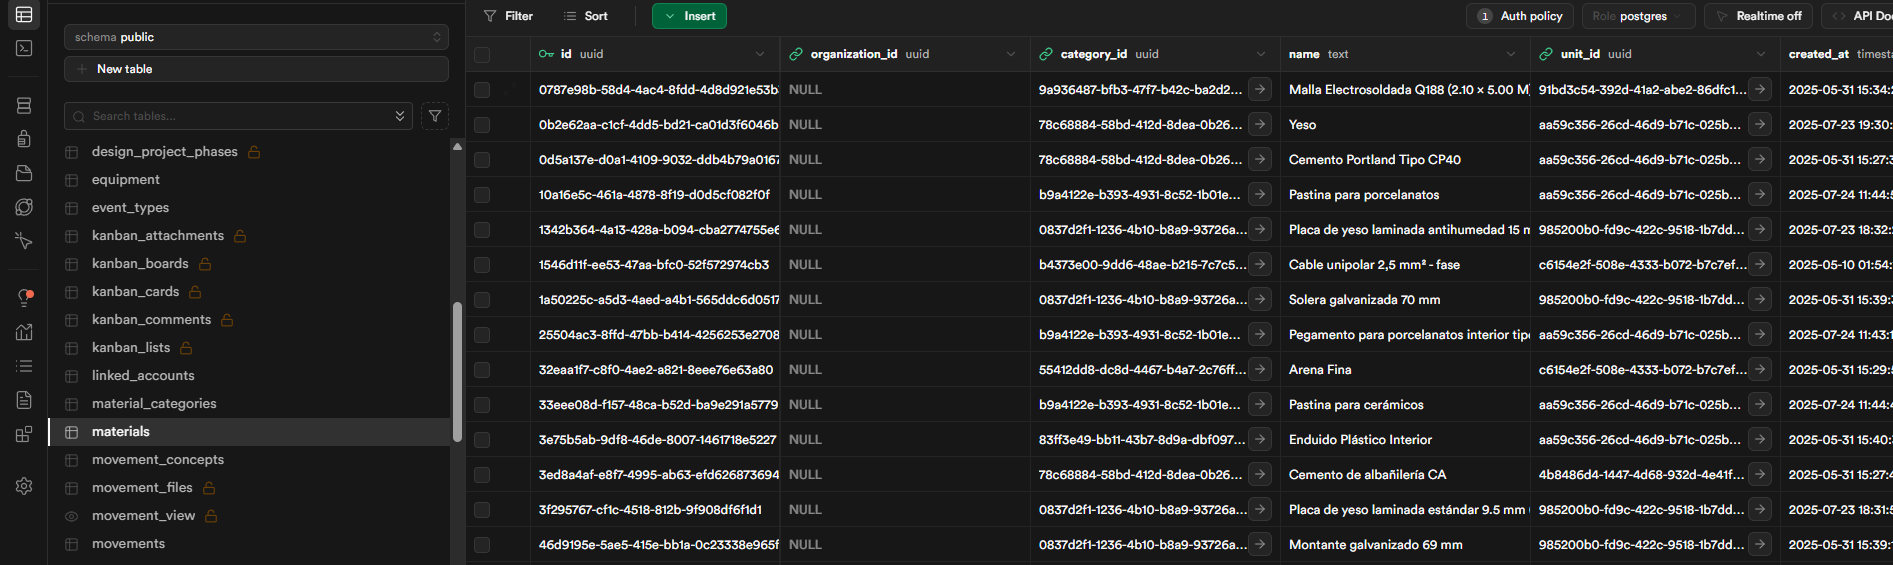 schema public
New table
Search tables...
design_project_phases
equipment
event_types
kanban_attachments
kanban_boards
kanban_cards
kanban_comments
kanban_lists
linked_accounts
material_categories
materials
movement_concepts
movement_files
movement_view
movements
Filter Sort Insert 1 Auth policy Role postgres Realtime off API Doc
id uuid organization_id uuid category_id uuid name text unit_id uuid created_at timesta
0787e98b-58d4-4ac4-8fdd-4d8d921e53b NULL 9a936487-bfb3-47f7-b42c-ba2d2... Malla Electrosoldada Q188 (2.10 × 5.00 M) 91bd3c54-392d-41a2-abe2-86dfc1... 2025-05-31 15:34:
0b2e62aa-c1cf-4dd5-bd21-ca01d3f6046b NULL 78c68884-58bd-412d-8dea-0b26... Yeso aa59c356-26cd-46d9-b71c-025b... 2025-07-23 19:30:
0d5a137e-d0a1-4109-9032-ddb4b79a0167 NULL 78c68884-58bd-412d-8dea-0b26... Cemento Portland Tipo CP40 aa59c356-26cd-46d9-b71c-025b... 2025-05-31 15:27:3
10a16e5c-461a-4878-8f19-d0d5cf082f0f NULL b9a4122e-b393-4931-8c52-1b01e... Pastina para porcelanatos aa59c356-26cd-46d9-b71c-025b... 2025-07-24 11:44:5
1342b364-4a13-428a-b094-cba2774755e6 NULL 0837d2f1-1236-4b10-b8a9-93726a... Placa de yeso laminada antihumedad 15 m 985200b0-fd9c-422c-9518-1b7dd... 2025-07-23 18:32:
1546d11f-ee53-47aa-bfc0-52f572974cb3 NULL b4373e00-9dd6-48ae-b215-7c7c5... Cable unipolar 2,5 mm² - fase c6154e2f-508e-4333-b072-b7c7ef... 2025-05-10 01:54:
1a50225c-a5d3-4aed-a4b1-565ddc6d0517 NULL 0837d2f1-1236-4b10-b8a9-93726a... Solera galvanizada 70 mm 985200b0-fd9c-422c-9518-1b7dd... 2025-05-31 15:39:3
25504ac3-8ffd-47bb-b414-4256253e2708 NULL b9a4122e-b393-4931-8c52-1b01e... Pegamento para porcelanatos interior tipo aa59c356-26cd-46d9-b71c-025b... 2025-07-24 11:43:1
32eaa1f7-c8f0-4ae2-a821-8eee76e63a80 NULL 55412dd8-dc8d-4467-b4a7-2c76ff... Arena Fina c6154e2f-508e-4333-b072-b7c7ef... 2025-05-31 15:29:5
33eee08d-f157-48ca-b52d-ba9e291a5779 NULL b9a4122e-b393-4931-8c52-1b01e... Pastina para cerámicos aa59c356-26cd-46d9-b71c-025b... 2025-07-24 11:44:4
3e75b5ab-9df8-46de-8007-1461718e5227 NULL 83ff3e49-bb11-43b7-8d9a-dbf097... Enduido Plástico Interior aa59c356-26cd-46d9-b71c-025b... 2025-05-31 15:40:
3ed8a4af-e8f7-4995-ab63-efd626873694 NULL 78c68884-58bd-412d-8dea-0b26... Cemento de albañilería CA 4b8486d4-1447-4d68-932d-4e41f... 2025-05-31 15:27:4
3f295767-cf1c-4518-812b-9f908df6f1d1 NULL 0837d2f1-1236-4b10-b8a9-93726a... Placa de yeso laminada estándar 9.5 mm 985200b0-fd9c-422c-9518-1b7dd... 2025-07-23 18:31:5
46d9195e-5ae5-415e-bb1a-0c23338e965f NULL 0837d2f1-1236-4b10-b8a9-93726a... Montante galvanizado 69 mm 985200b0-fd9c-422c-9518-1b7dd... 2025-05-31 15:39: